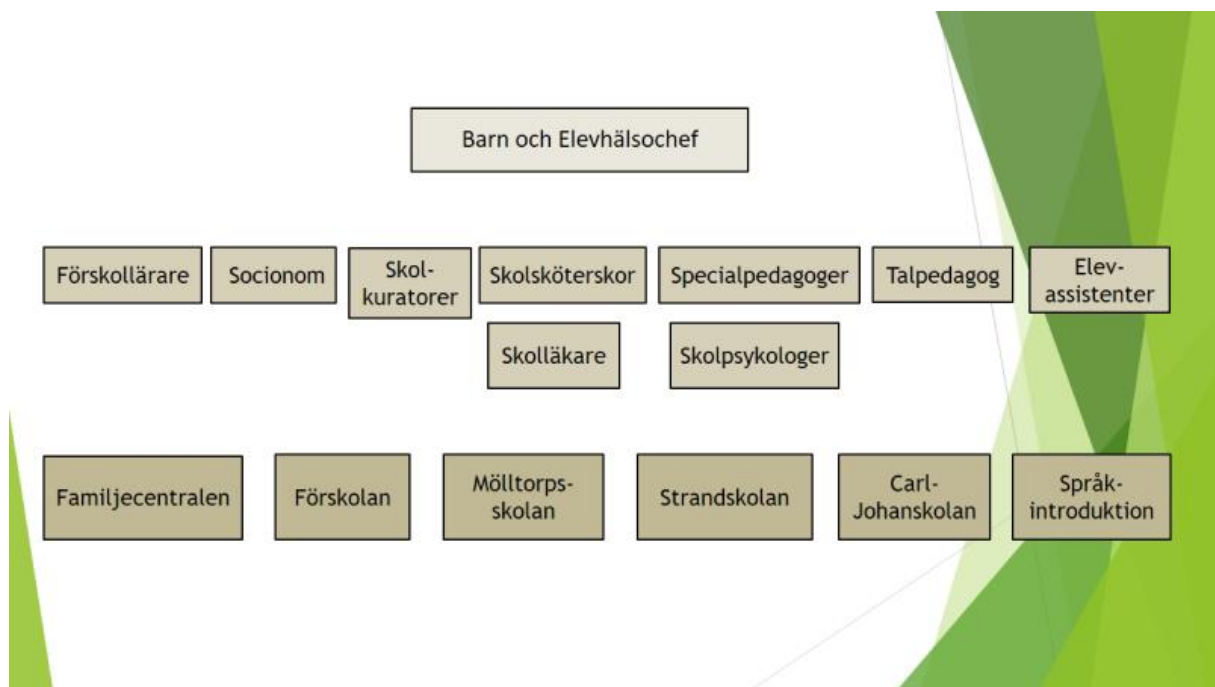 Barn och Elevhälsochef
Förskollärare
Socionom
Skol-
kuratorer
Skolsköterskor
Specialpedagoger
Talpedagog
Elev-
assistenter
Skolläkare
Skolpsykologer
Familjecentralen
Förskolan
Mölltorps-
skolan
Strandskolan
Carl-
Johanskolan
Språk-
introduktion